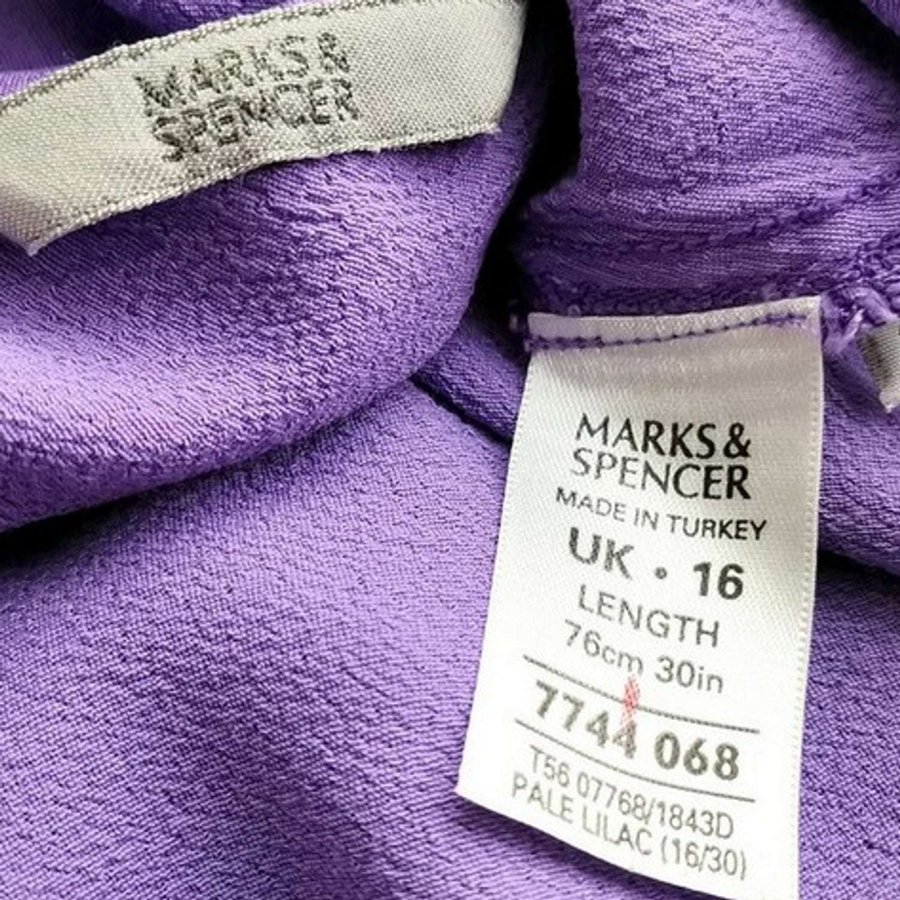 MARKS &
SPENCER
MARKS &
SPENCER
MADE IN TURKEY
UK • 16
LENGTH
76cm 30in
7744 068
T56 07768/1843D
PALE LILAC (16/30)